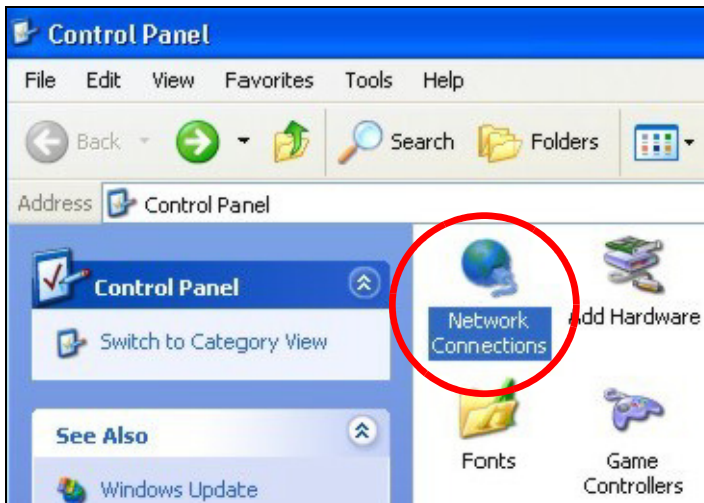 Control Panel
File Edit View Favorites Tools Help
Back Search Folders
Address Control Panel
Control Panel
Switch to Category View
See Also
Windows Update
Network
Connections
Add Hardware
Fonts
Game
Controllers